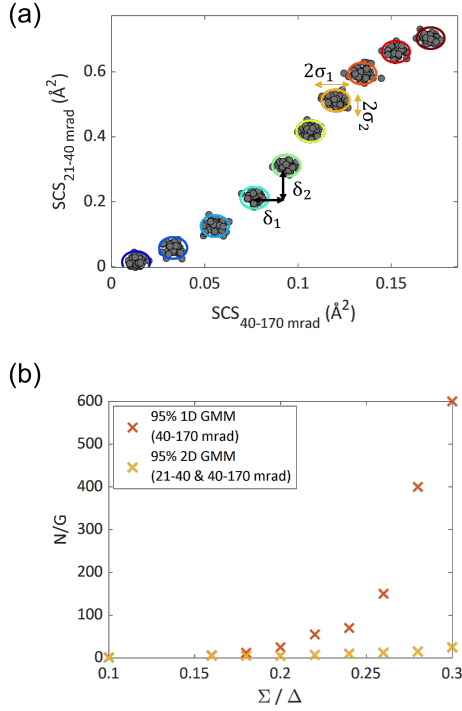 (a)
SCS21-40 mrad (Å²)
0.6
0.4
0.2
0
2σ₁
2σ₂
δ₂
δ₁
0
0.05
0.1
0.15
SCS40-170 mrad (Å²)
(b)
N/G
600
500
400
300
200
100
0
95% 1D GMM
(40-170 mrad)
95% 2D GMM
(21-40 & 40-170 mrad)
0.1
0.15
0.2
0.25
0.3
Σ / Δ